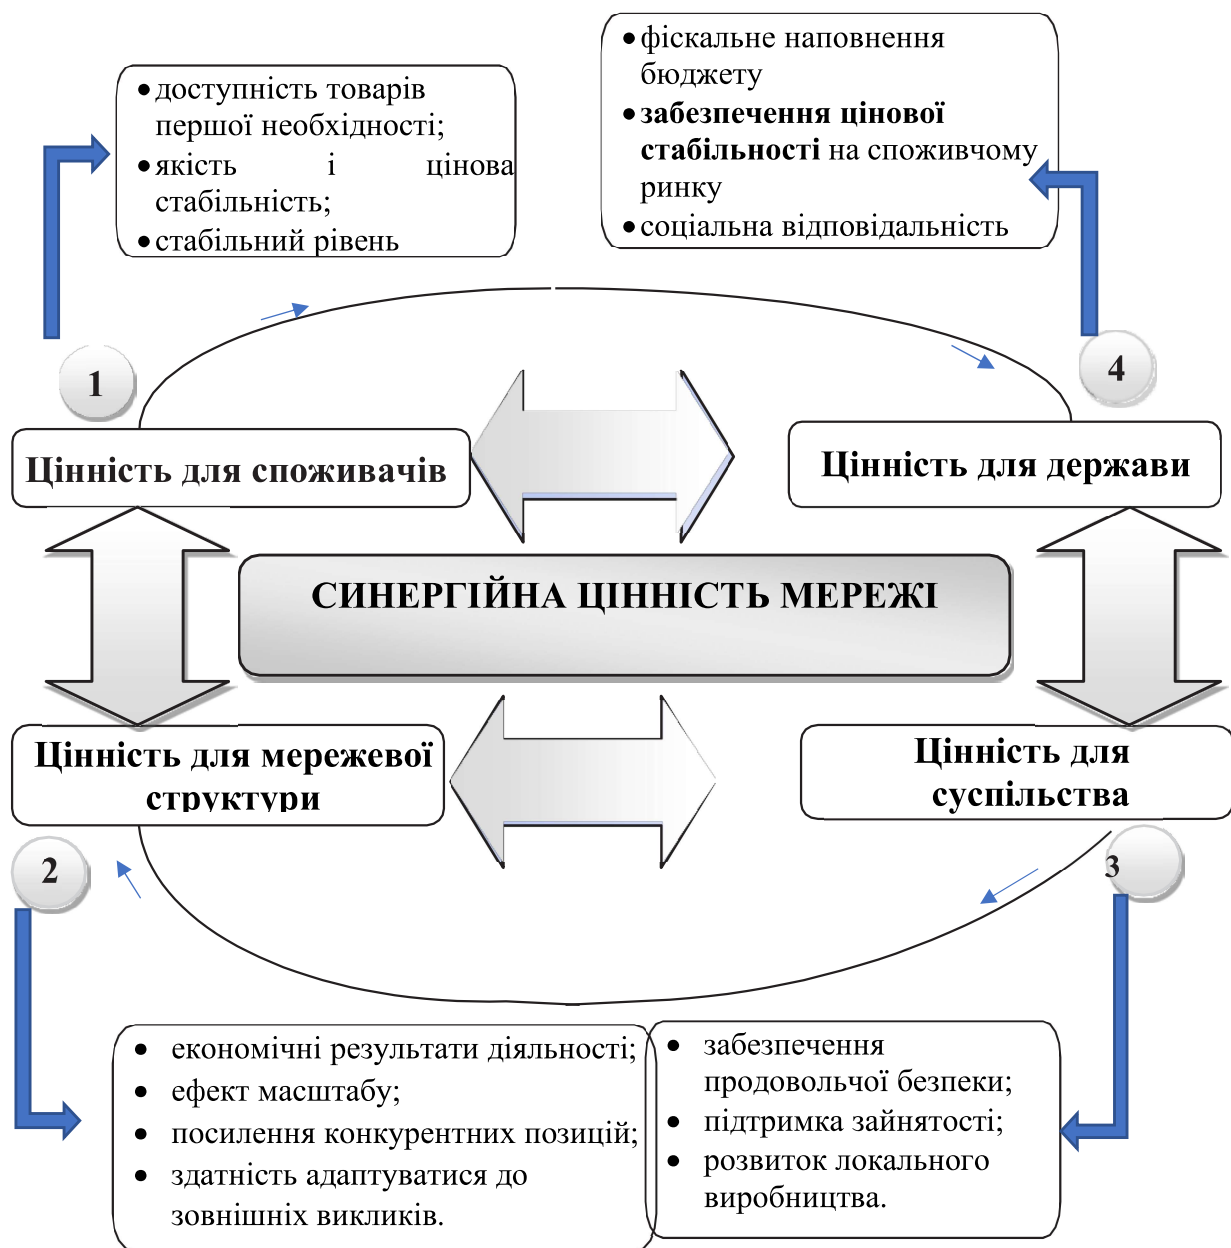 • доступність товарів
першої необхідності;
• якість і цінова
стабільність;
• стабільний рівень
• фіскальне наповнення
бюджету
• забезпечення цінової
стабільності на споживчому
ринку
• соціальна відповідальність
1
4
Цінність для споживачів
Цінність для держави
СИНЕРГІЙНА ЦІННІСТЬ МЕРЕЖІ
Цінність для мережевої
структури
Цінність для
суспільства
2
3
• економічні результати діяльності;
• ефект масштабу;
• посилення конкурентних позицій;
• здатність адаптуватися до
зовнішніх викликів.
• забезпечення
продовольчої безпеки;
• підтримка зайнятості;
• розвиток локального
виробництва.